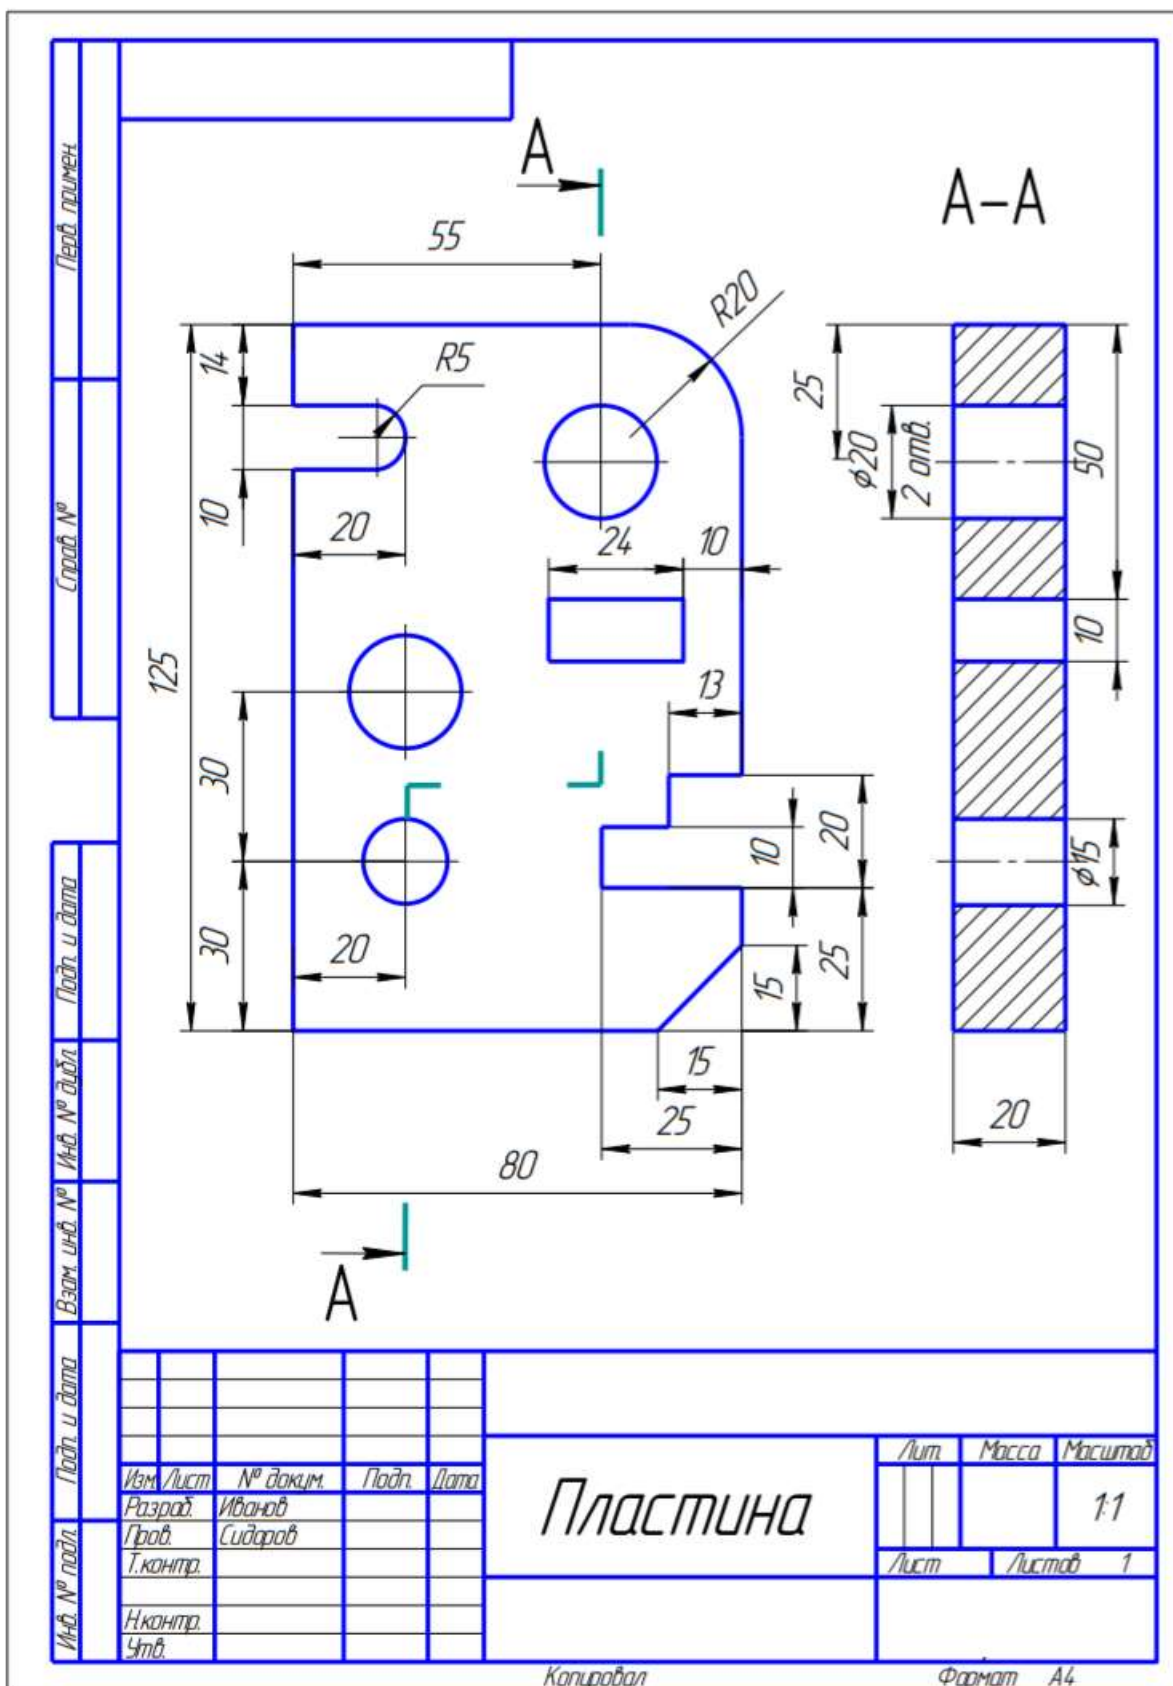 А
А-А
55
R20
14
R5
25
ϕ20
2 отв.
50
10
20
24
10
125
10
13
30
20
10
ϕ15
30
20
25
15
15
25
20
80
А
Перв. примен.
Справ. №
Подп. и дата
Инв. № дубл.
Взам. инв. №
Подп. и дата
Инв. № подл.
Изм. Лист № докум. Подп. Дата
Разраб. Иванов
Пров. Сидоров
Т.контр.
Н.контр.
Утв.
Пластина
Лит. Масса Масштаб
1:1
Лист Листов 1
Копировал Формат А4